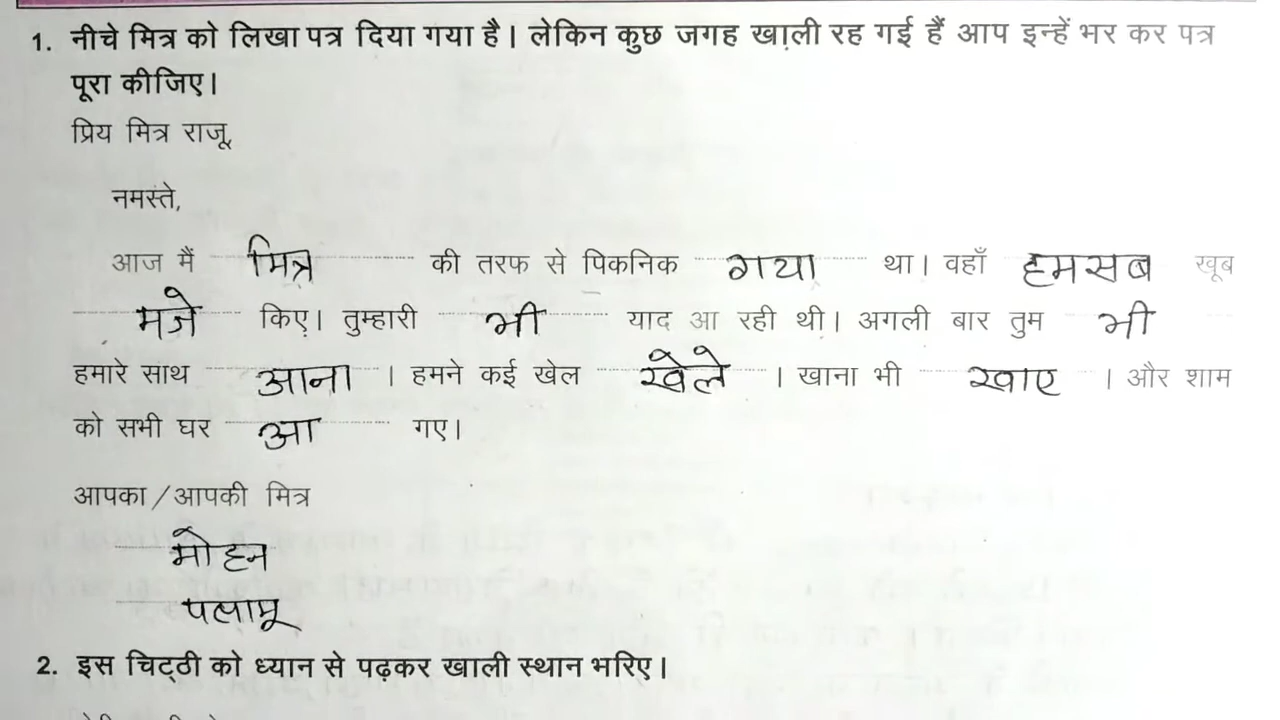 1. नीचे मित्र को लिखा पत्र दिया गया है। लेकिन कुछ जगह खाली रह गई हैं आप इन्हें भर कर पत्र
पूरा कीजिए।
प्रिय मित्र राजू,
नमस्ते,
आज मैं मित्र की तरफ से पिकनिक गया था। वहाँ हमसब खूब
मजे किए। तुम्हारी भी याद आ रही थी। अगली बार तुम भी
हमारे साथ आना । हमने कई खेल खेले । खाना भी खाए । और शाम
को सभी घर आ गए।
आपका/आपकी मित्र
मोहन
पलामू
2. इस चिट्ठी को ध्यान से पढ़कर खाली स्थान भरिए।